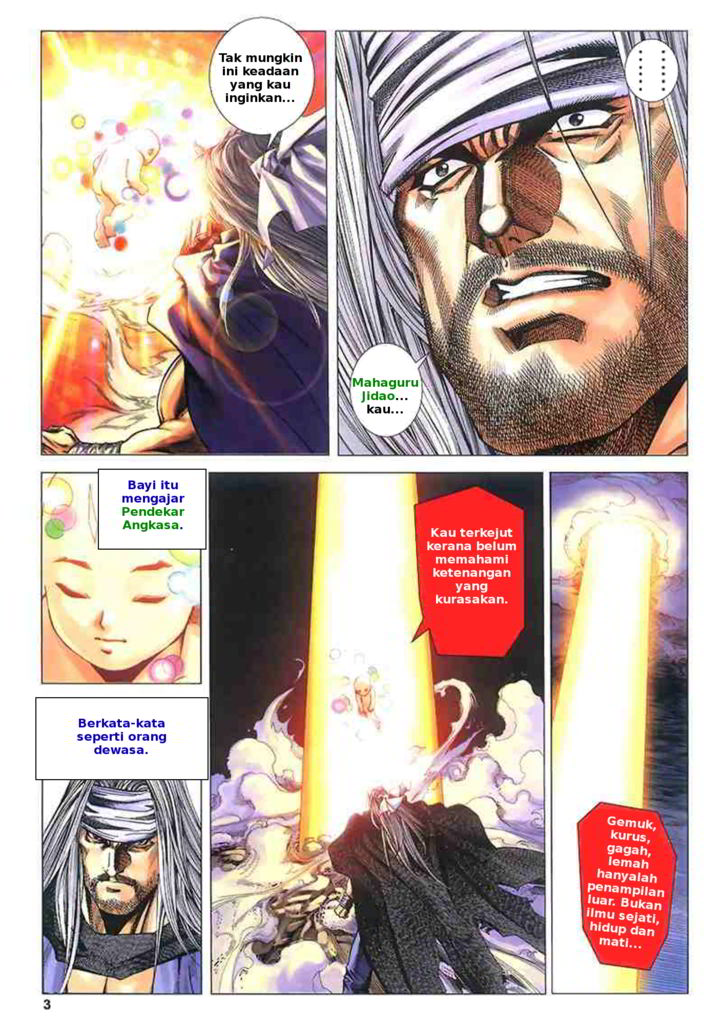 Tak mungkin
ini keadaan
yang kau
inginkan...
Mahaguru
Jidao...
kau...
Bayi itu
mengajar
Pendekar
Angkasa.
Kau terkejut
kerana belum
memahami
ketenangan
yang
kurasakan.
Berkata-kata
seperti orang
dewasa.
Gemuk,
kurus,
gagah,
lemah
hanyalah
penampilan
luar. Bukan
ilmu sejati,
hidup dan
mati...
3